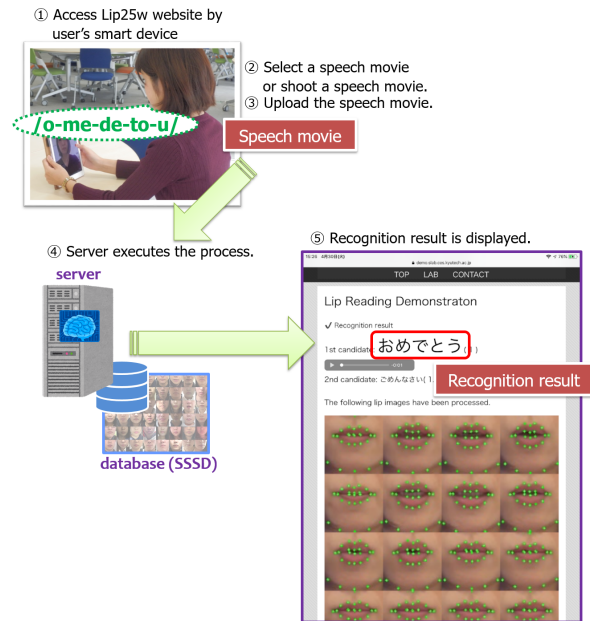 ① Access Lip25w website by
user's smart device
② Select a speech movie
or shoot a speech movie.
③ Upload the speech movie.
/o-me-de-to-u/
Speech movie
④ Server executes the process.
server
database (SSSD)
⑤ Recognition result is displayed.
TOP LAB CONTACT
Lip Reading Demonstraton
✓ Recognition result
1st candidate: おめでとう
0:01
2nd candidate: ごめんなさい( 1.
Recognition result
The following lip images have been processed.